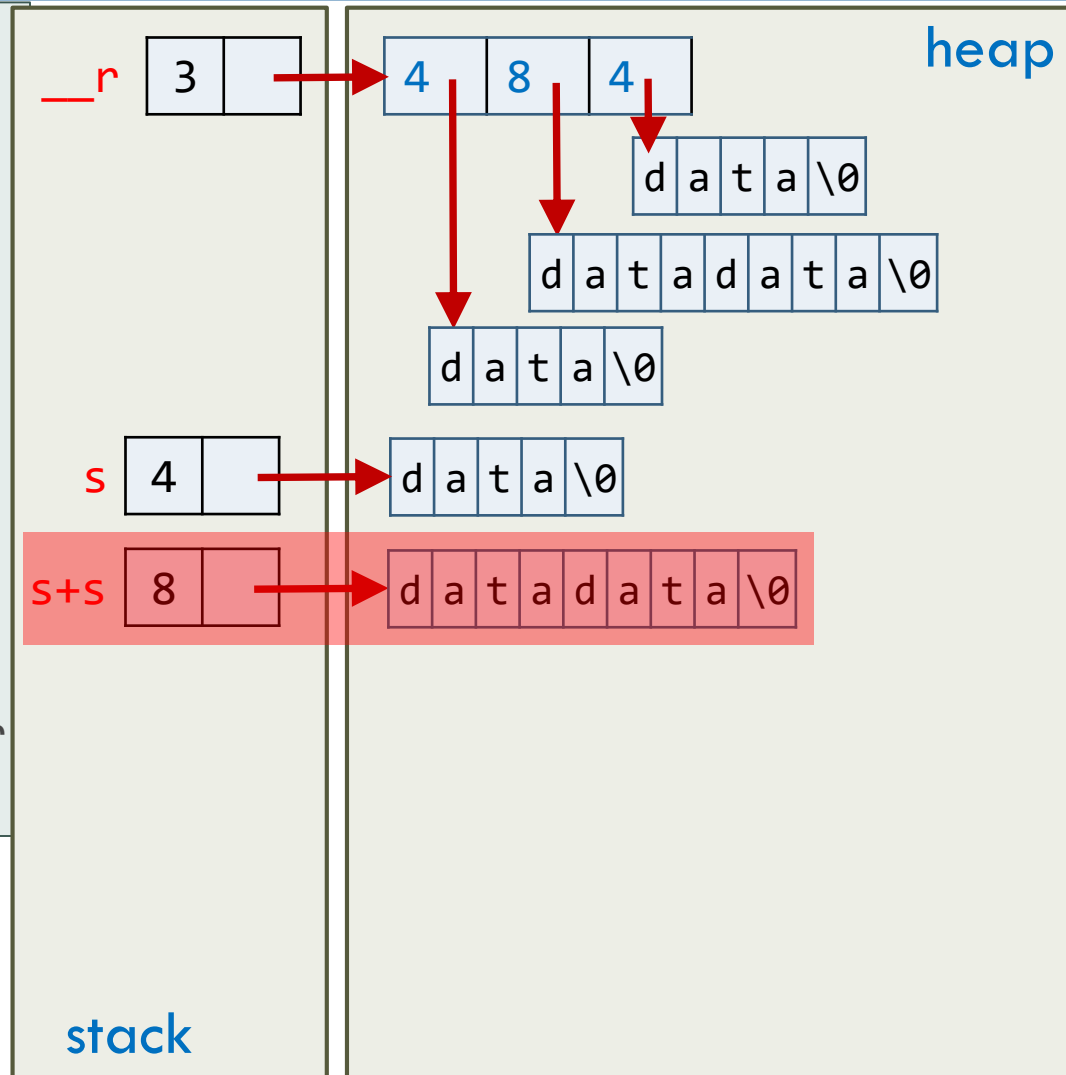 heap
__r 3 4 8 4
d a t a \0
d a t a d a t a \0
d a t a \0
s 4 d a t a \0
s+s 8 d a t a d a t a \0
stack